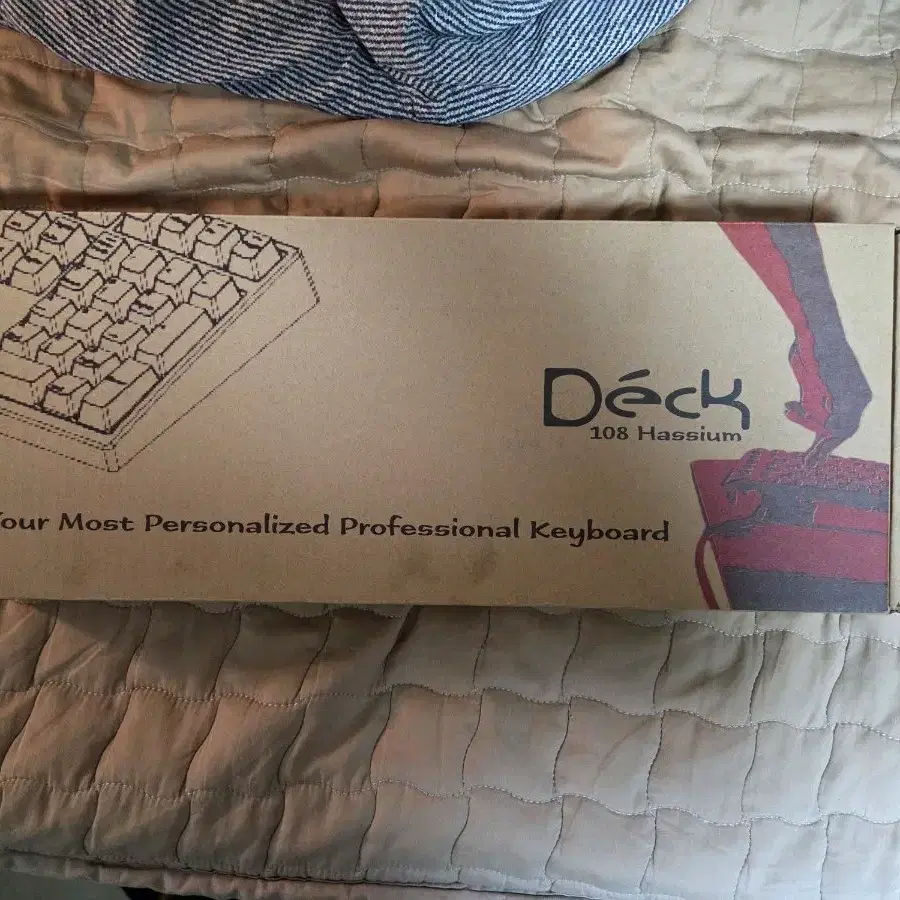 Déck
108 Hassium
Your Most Personalized Professional Keyboard